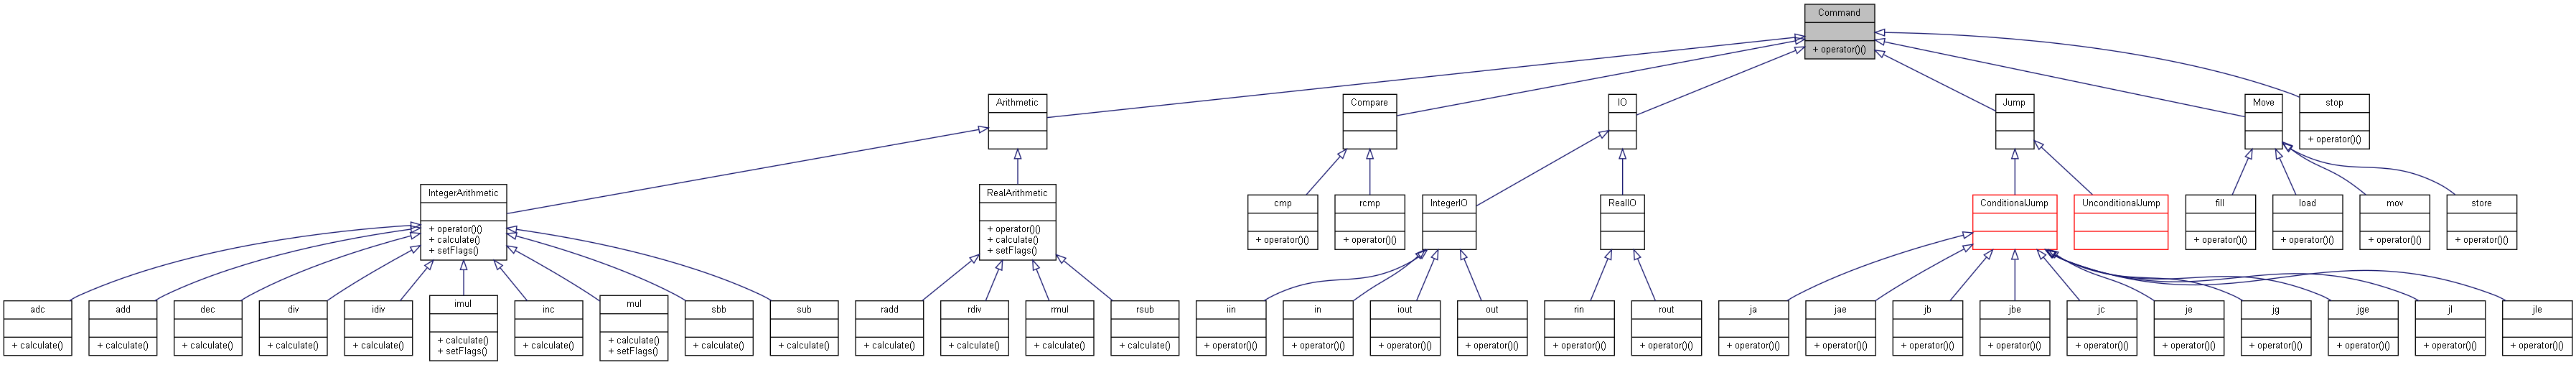 Command
+ operator()()
Arithmetic
Compare
IO
Jump
Move
stop
+ operator()()
IntegerArithmetic
+ operator()()
+ calculate()
+ setFlags()
RealArithmetic
+ operator()()
+ calculate()
+ setFlags()
cmp
+ operator()()
rcmp
+ operator()()
IntegerIO
RealIO
ConditionalJump
UnconditionalJump
fill
+ operator()()
load
+ operator()()
mov
+ operator()()
store
+ operator()()
adc
+ calculate()
add
+ calculate()
dec
+ calculate()
div
+ calculate()
idiv
+ calculate()
imul
+ calculate()
+ setFlags()
inc
+ calculate()
mul
+ calculate()
+ setFlags()
sbb
+ calculate()
sub
+ calculate()
radd
+ calculate()
rdiv
+ calculate()
rmul
+ calculate()
rsub
+ calculate()
iin
+ operator()()
in
+ operator()()
iout
+ operator()()
out
+ operator()()
rin
+ operator()()
rout
+ operator()()
ja
+ operator()()
jae
+ operator()()
jb
+ operator()()
jbe
+ operator()()
jc
+ operator()()
je
+ operator()()
jg
+ operator()()
jge
+ operator()()
jl
+ operator()()
jle
+ operator()()